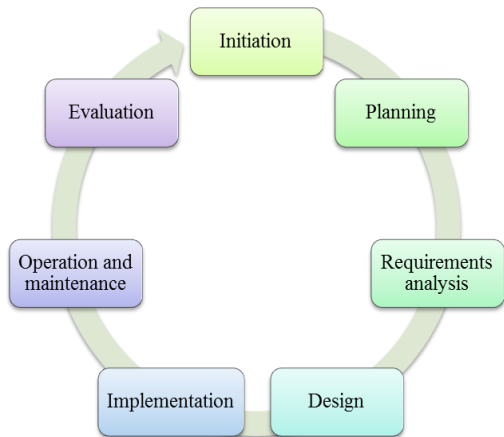 Initiation
Planning
Requirements
analysis
Design
Implementation
Operation and
maintenance
Evaluation